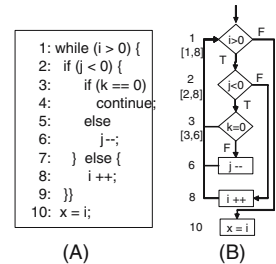 1: while (i > 0) {
2: if (j < 0) {
3: if (k == 0)
4: continue;
5: else
6: j --;
7: } else {
8: i ++;
9: }}
10: x = i;
(A)
1
[1,8]
i>0
F
T
2
[2,8]
j<0
F
T
3
[3,6]
k=0
T
F
6
j --
8
i ++
10
x = i
(B)